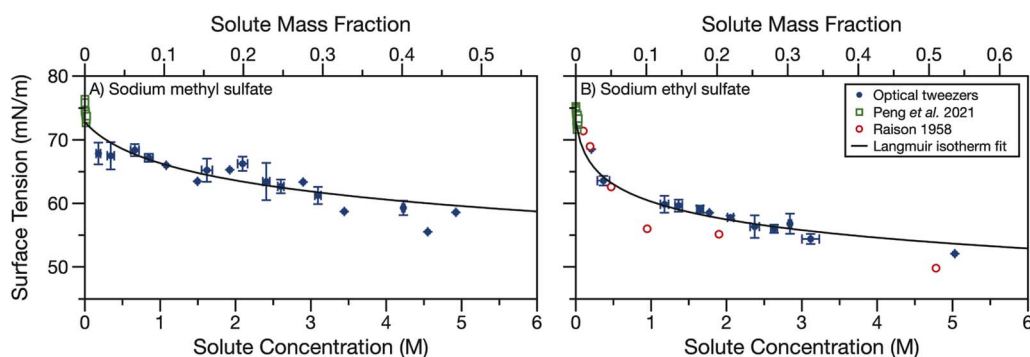 Solute Mass Fraction
0 0.1 0.2 0.3 0.4 0.5
Surface Tension (mN/m)
80
70
60
50
A) Sodium methyl sulfate
0 1 2 3 4 5 6
Solute Concentration (M)
Solute Mass Fraction
0 0.1 0.2 0.3 0.4 0.5 0.6
B) Sodium ethyl sulfate
Optical tweezers
Peng et al. 2021
Raison 1958
Langmuir isotherm fit
0 1 2 3 4 5 6
Solute Concentration (M)